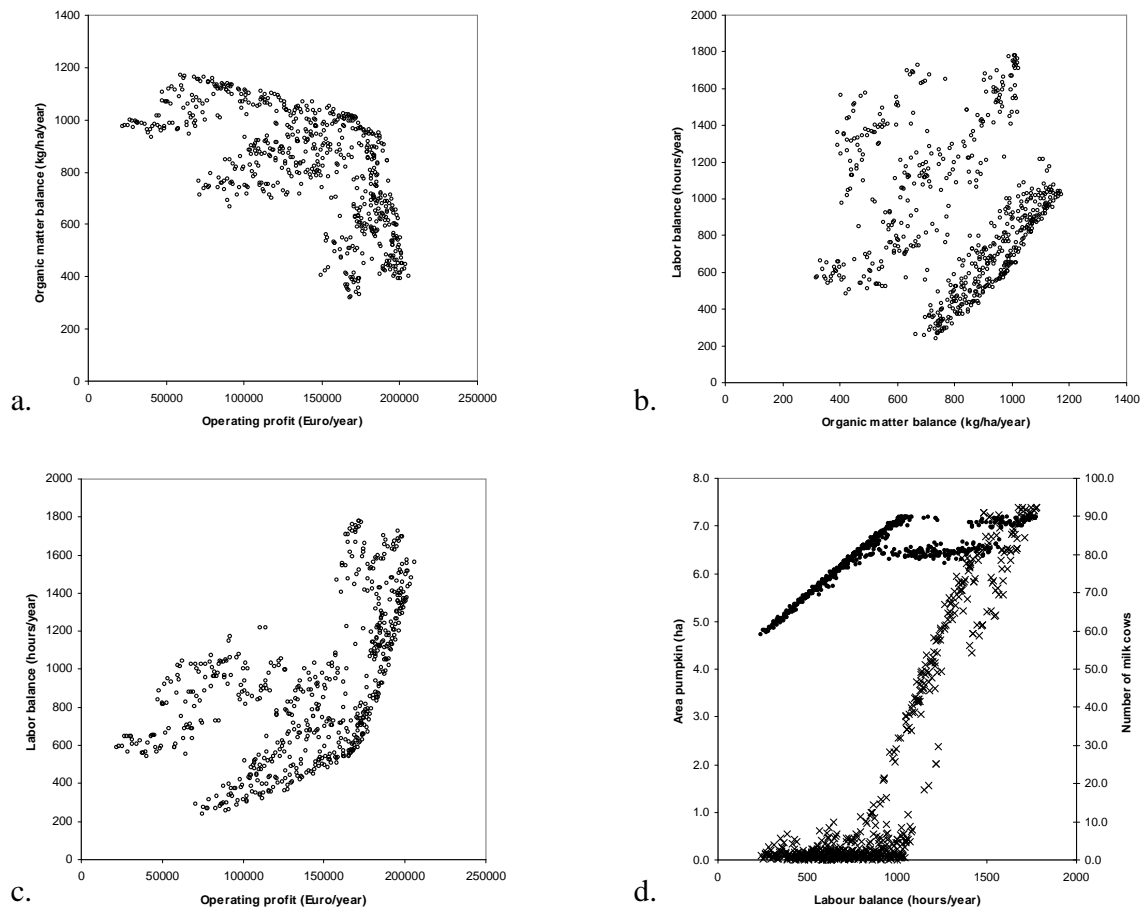 1400
1200
1000
800
600
400
200
0
Organic matter balance (kg/ha/year)
0 50000 100000 150000 200000 250000
Operating profit (Euro/year)
a.
2000
1800
1600
1400
1200
1000
800
600
400
200
0
Labor balance (hours/year)
0 200 400 600 800 1000 1200 1400
Organic matter balance (kg/ha/year)
b.
2000
1800
1600
1400
1200
1000
800
600
400
200
0
Labor balance (hours/year)
0 50000 100000 150000 200000 250000
Operating profit (Euro/year)
c.
8.0
7.0
6.0
5.0
4.0
3.0
2.0
1.0
0.0
Area pumpkin (ha)
100.0
90.0
80.0
70.0
60.0
50.0
40.0
30.0
20.0
10.0
0.0
Number of milk cows
0 500 1000 1500 2000
Labour balance (hours/year)
d.